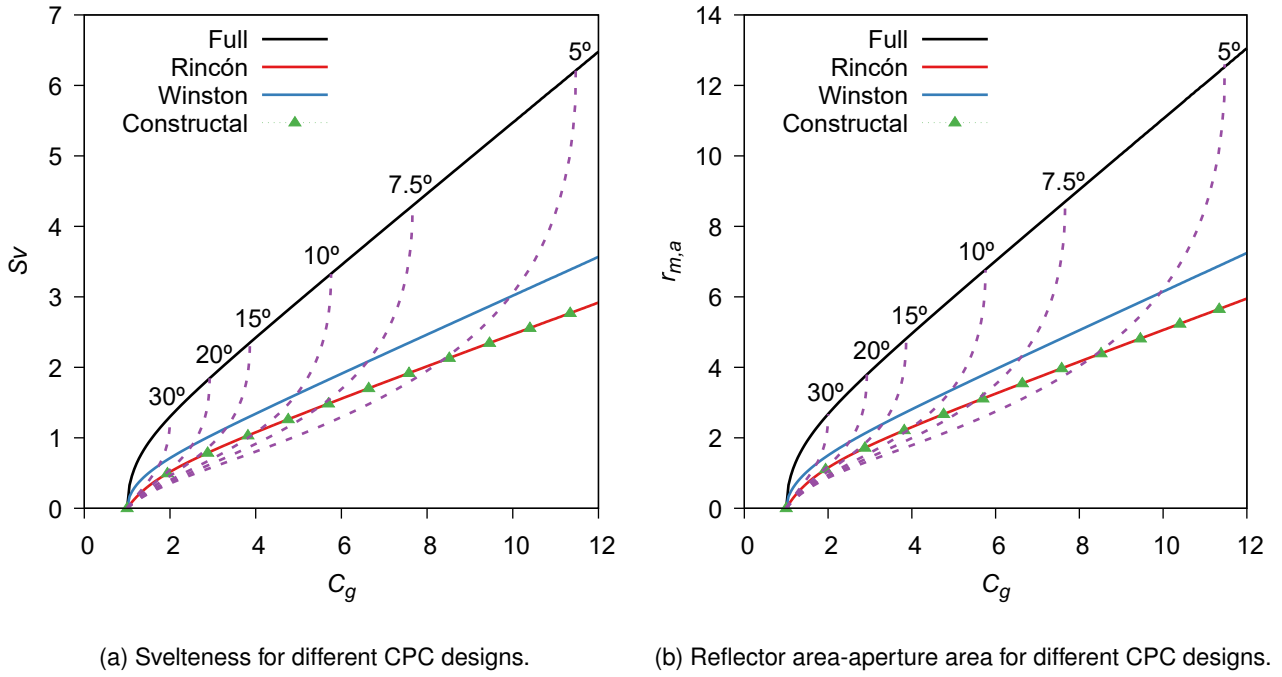 7
6
5
4
3
2
1
0
Sv
Full
Rincón
Winston
Constructal
5º
7.5º
10º
15º
20º
30º
0 2 4 6 8 10 12
C_g
(a) Svelteness for different CPC designs.
14
12
10
8
6
4
2
0
r_{m,a}
Full
Rincón
Winston
Constructal
5º
7.5º
10º
15º
20º
30º
0 2 4 6 8 10 12
C_g
(b) Reflector area-aperture area for different CPC designs.